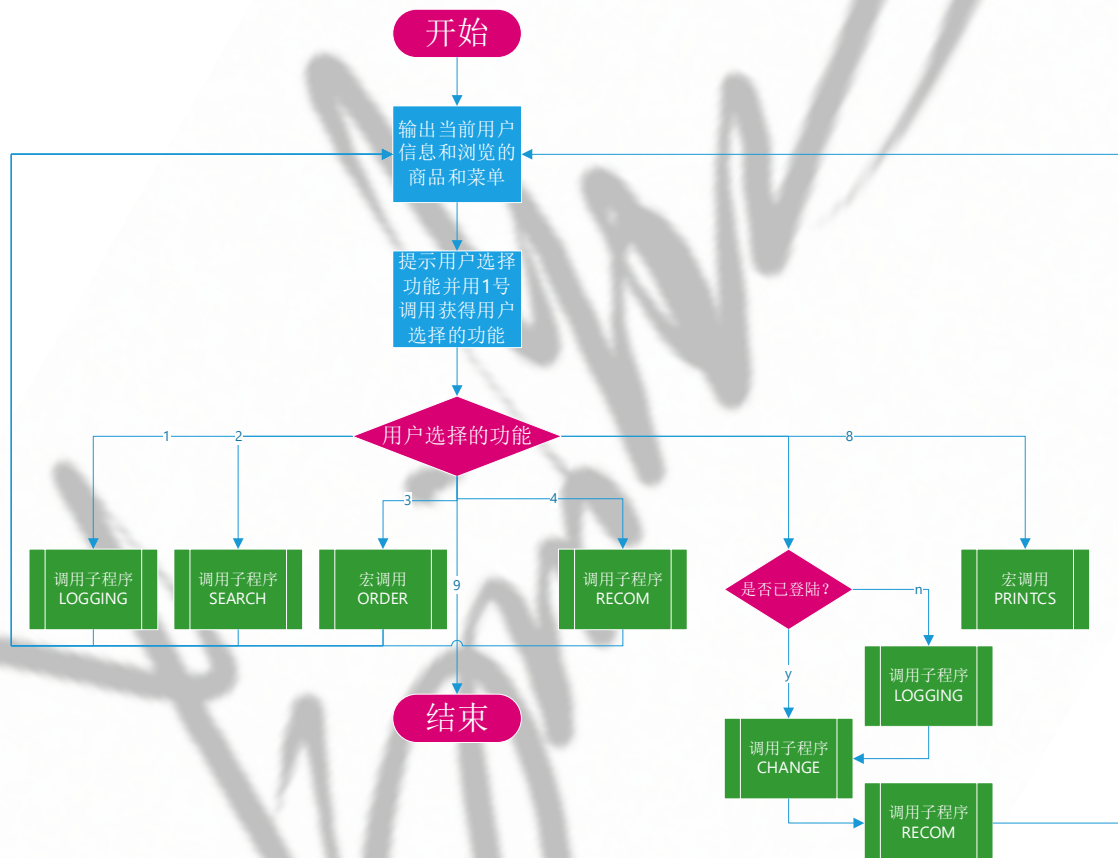 开始
输出当前用户
信息和浏览的
商品和菜单
提示用户选择
功能并用1号
调用获得用户
选择的功能
用户选择的功能
1
2
3
4
8
9
调用子程序
LOGGING
调用子程序
SEARCH
宏调用
ORDER
调用子程序
RECOM
是否已登陆？
宏调用
PRINTCS
n
y
调用子程序
LOGGING
结束
调用子程序
CHANGE
调用子程序
RECOM